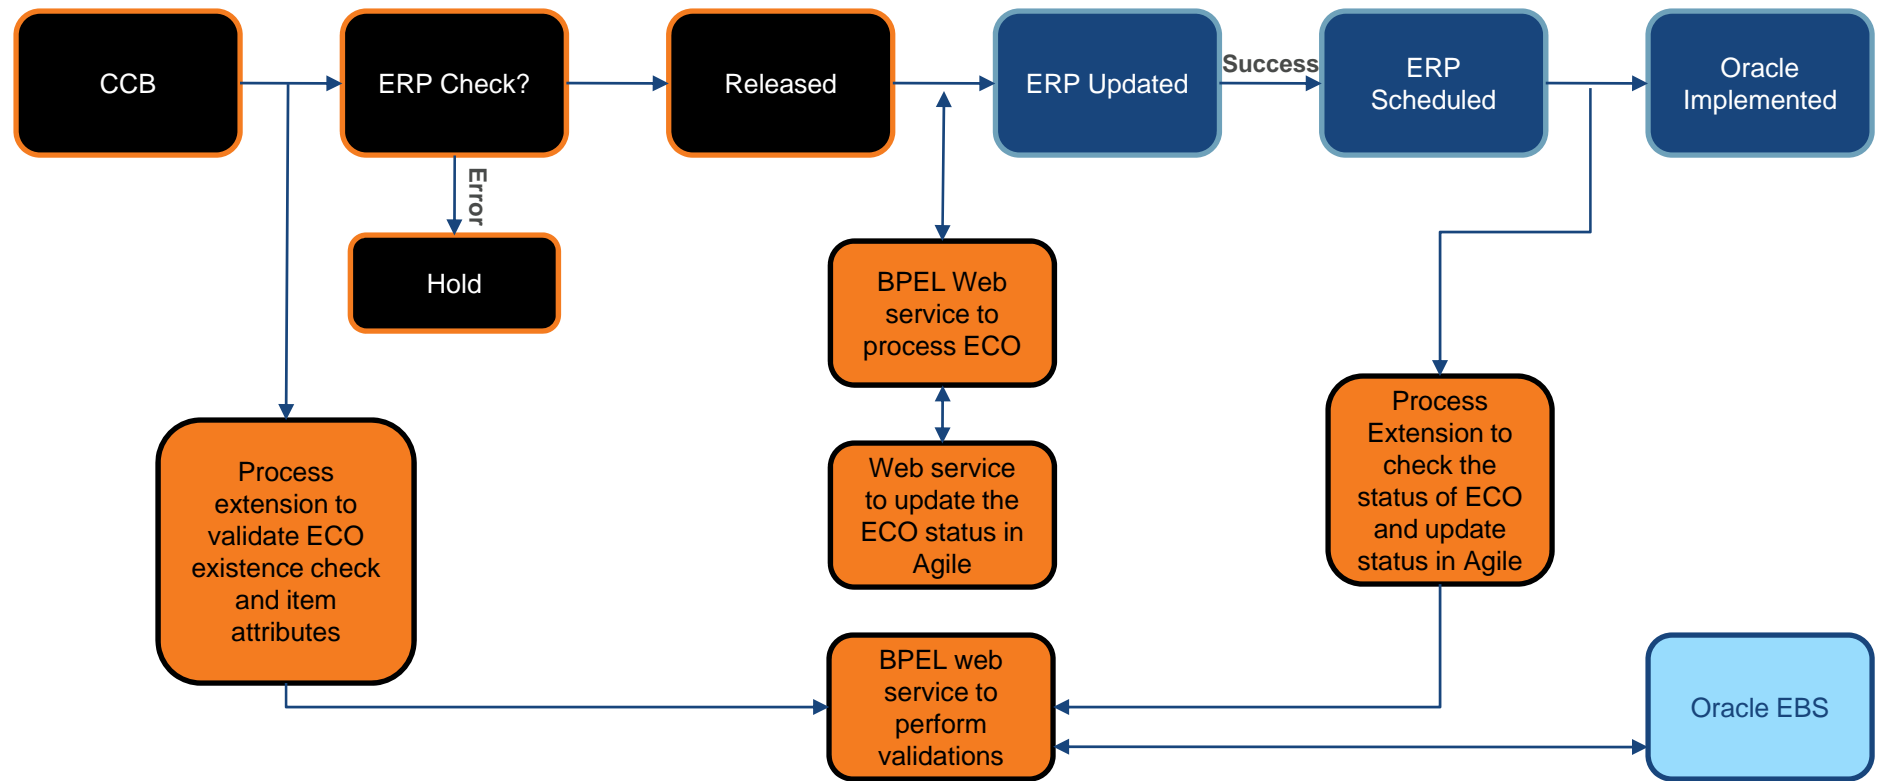 CCB
ERP Check?
Released
ERP Updated
Success
ERP
Scheduled
Oracle
Implemented
Error
Hold
BPEL Web
service to
process ECO
Process
extension to
validate ECO
existence check
and item
attributes
Web service
to update the
ECO status in
Agile
Process
Extension to
check the
status of ECO
and update
status in Agile
BPEL web
service to
perform
validations
Oracle EBS